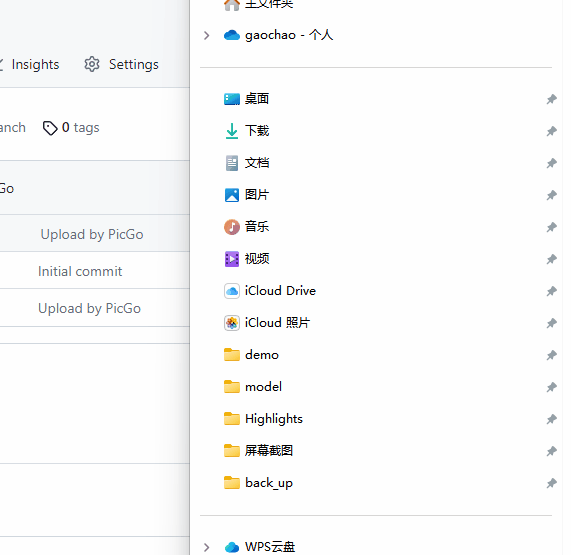 Insights
Settings
anch
0 tags
Go
Upload by PicGo
Initial commit
Upload by PicGo
主文件夹
gaochao - 个人
桌面
下载
文档
图片
音乐
视频
iCloud Drive
iCloud 照片
demo
model
Highlights
屏幕截图
back_up
WPS云盘